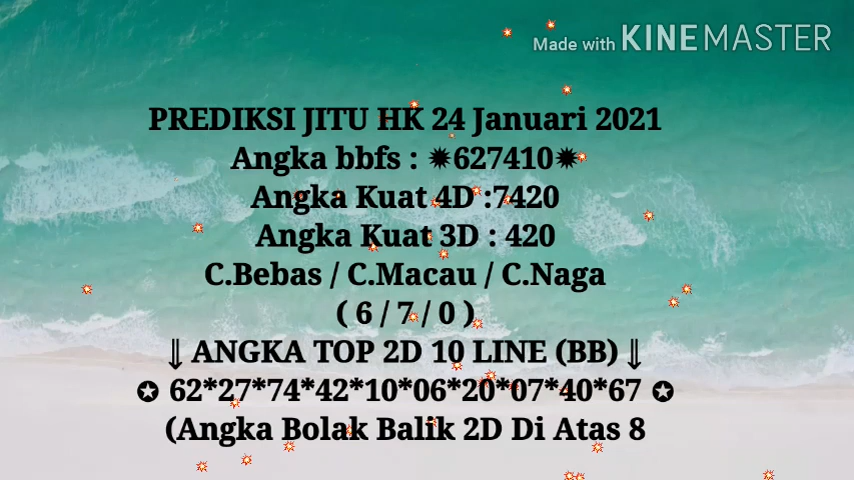 Made with KINEMASTER
PREDIKSI JITU HK 24 Januari 2021
Angka bbfs : ✹627410✹
Angka Kuat 4D :7420
Angka Kuat 3D : 420
C.Bebas / C.Macau / C.Naga
( 6 / 7 / 0 )
⇓ ANGKA TOP 2D 10 LINE (BB) ⇓
✪ 62*27*74*42*10*06*20*07*40*67 ✪
(Angka Bolak Balik 2D Di Atas 8